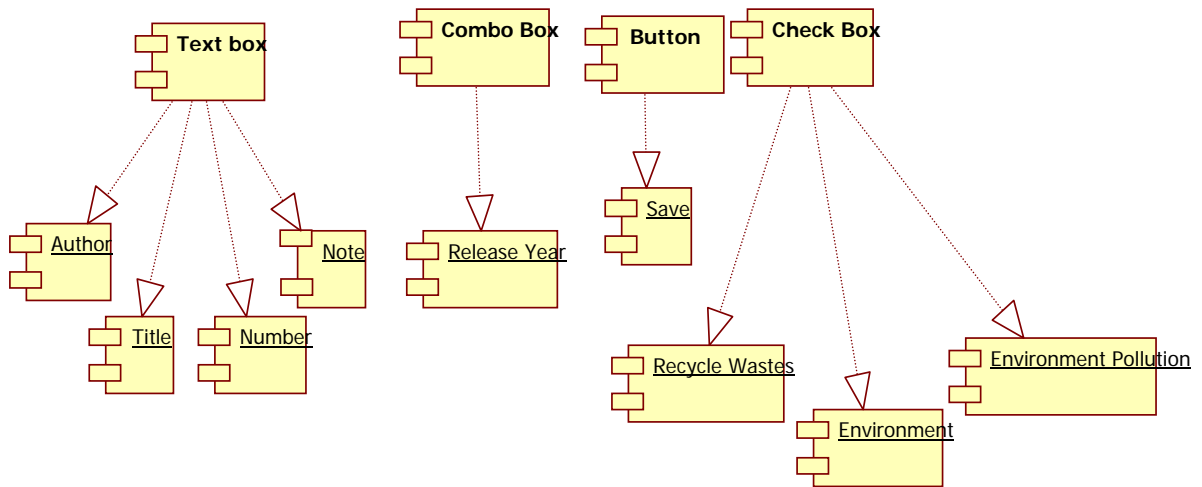 Text box
Combo Box
Button
Check Box
Author
Note
Release Year
Save
Title
Number
Recycle Wastes
Environment Pollution
Environment